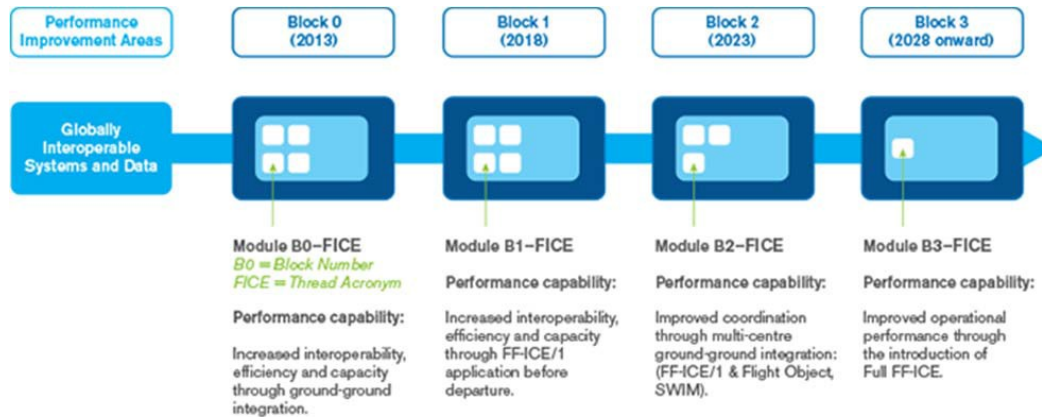 Performance
Improvement Areas
Block 0
(2013)
Block 1
(2018)
Block 2
(2023)
Block 3
(2028 onward)
Globally
Interoperable
Systems and Data
Module B0–FICE
B0 = Block Number
FICE = Thread Acronym
Performance capability:
Increased interoperability,
efficiency and capacity
through ground-ground
integration.
Module B1–FICE
Performance capability:
Increased interoperability,
efficiency and capacity
through FF-ICE/1
application before
departure.
Module B2–FICE
Performance capability:
Improved coordination
through multi-centre
ground-ground integration:
(FF-ICE/1 & Flight Object,
SWIM).
Module B3–FICE
Performance capability:
Improved operational
performance through
the introduction of
Full FF-ICE.